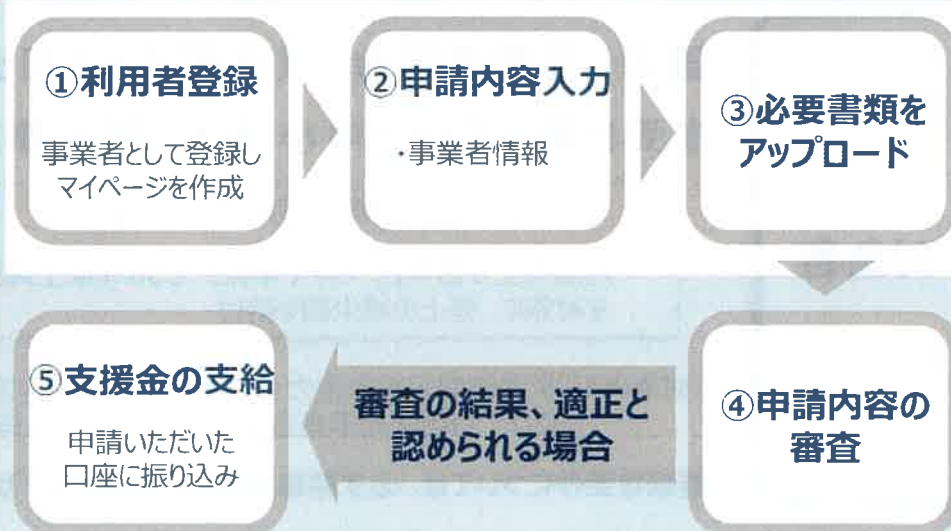 ①利用者登録
事業者として登録し
マイページを作成
②申請内容入力
・事業者情報
③必要書類を
アップロード
④申請内容の
審査
審査の結果、適正と
認められる場合
⑤支援金の支給
申請いただいた
口座に振り込み